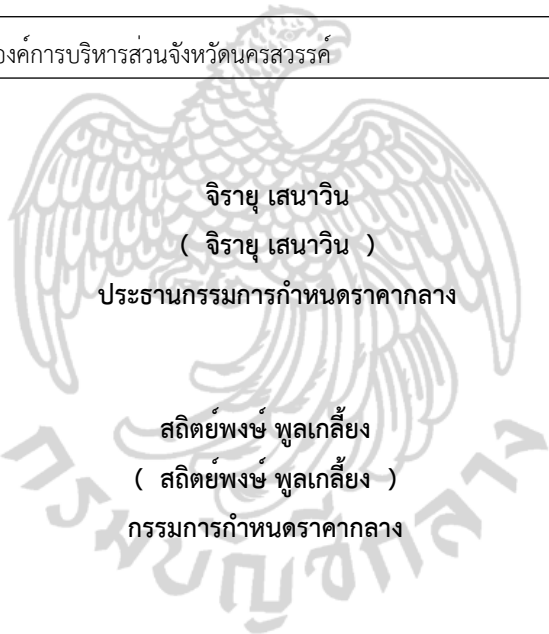 องค์การบริหารส่วนจังหวัดนครสวรรค์
จิรายุ เสนาวิน
( จิรายุ เสนาวิน )
ประธานกรรมการกำหนดราคากลาง
สถิตย์พงษ์ พูลเกลี้ยง
( สถิตย์พงษ์ พูลเกลี้ยง )
กรรมการกำหนดราคากลาง
กรมบัญชีกลาง